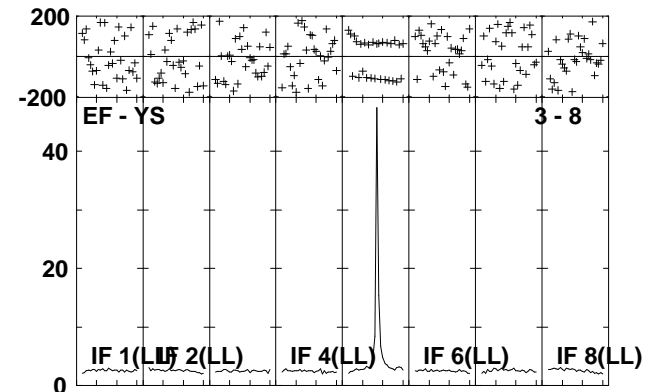 200
-200
EF - YS 3 - 8
40
20
IF 1(LL) IF 2(LL) IF 4(LL) IF 6(LL) IF 8(LL)
0